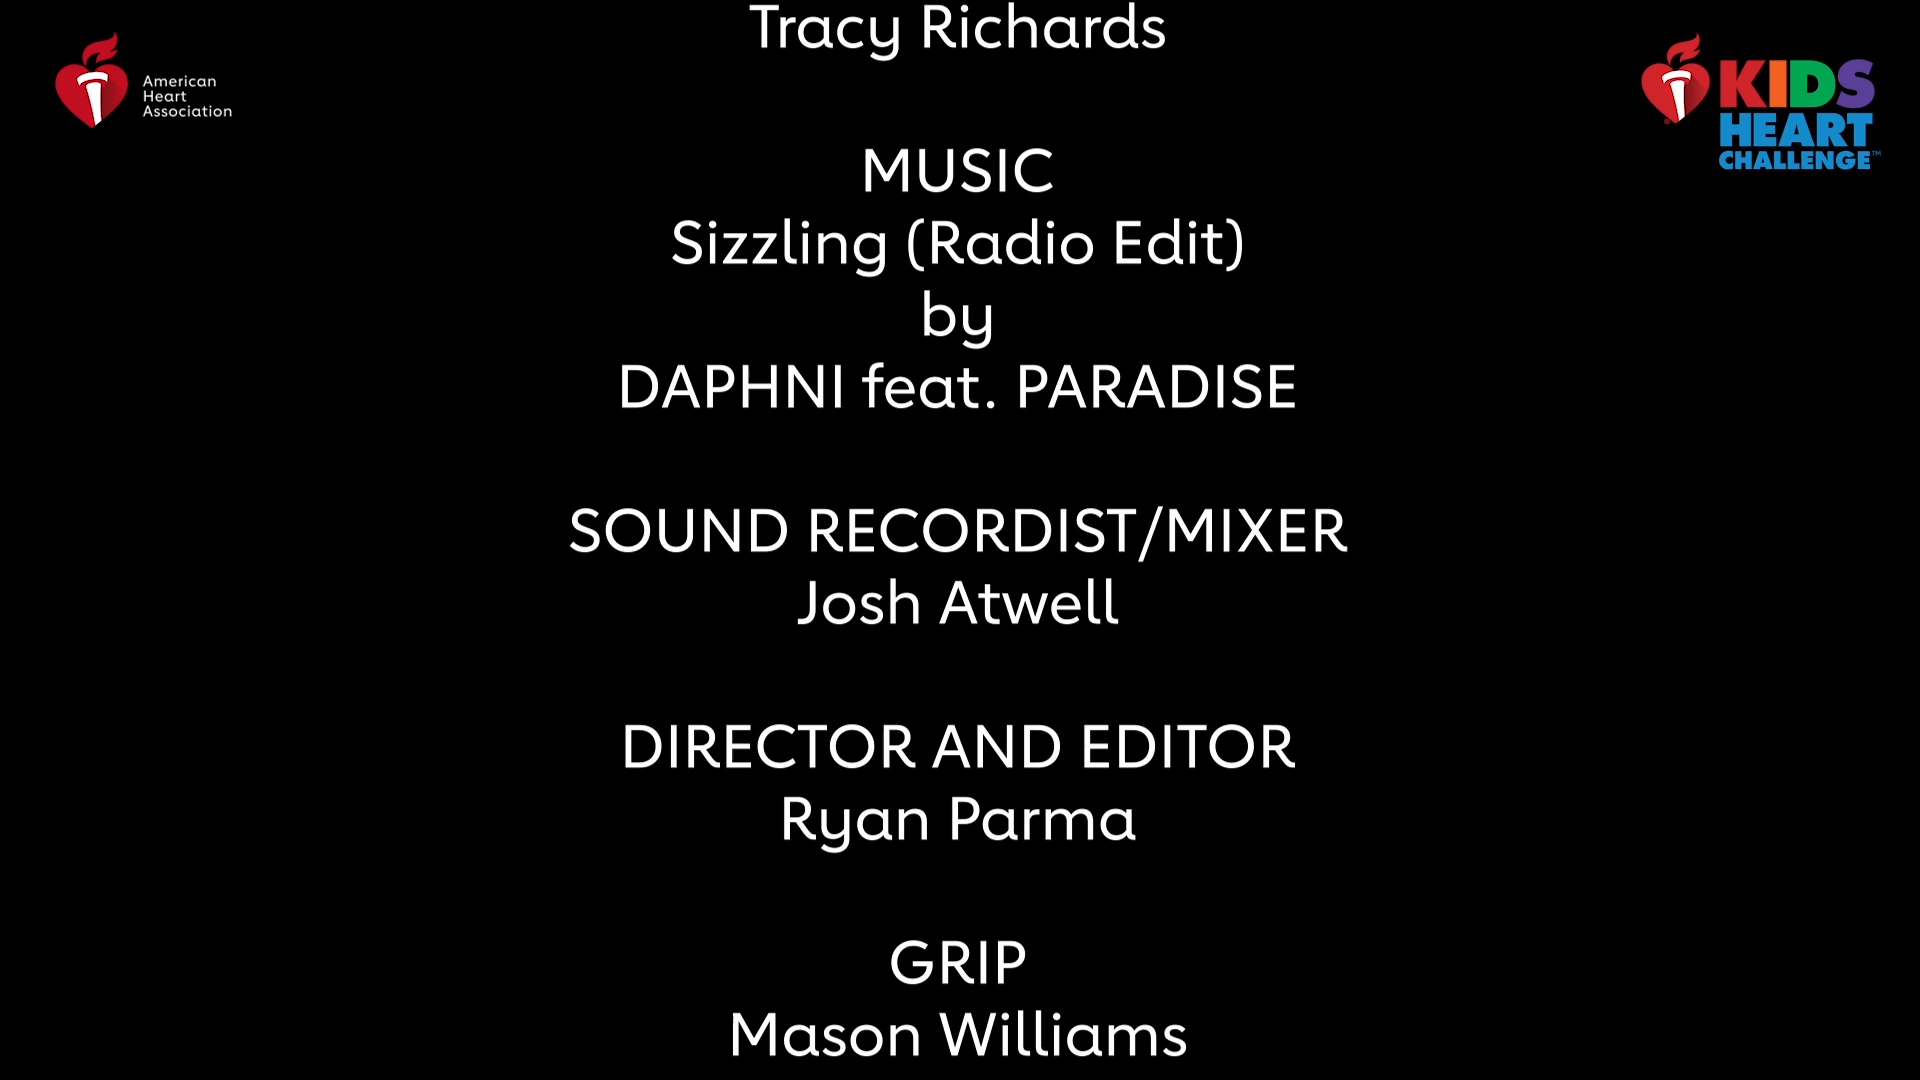 Tracy Richards
American
Heart
Association
KIDS
HEART
CHALLENGE™
MUSIC
Sizzling (Radio Edit)
by
DAPHNI feat. PARADISE
SOUND RECORDIST/MIXER
Josh Atwell
DIRECTOR AND EDITOR
Ryan Parma
GRIP
Mason Williams